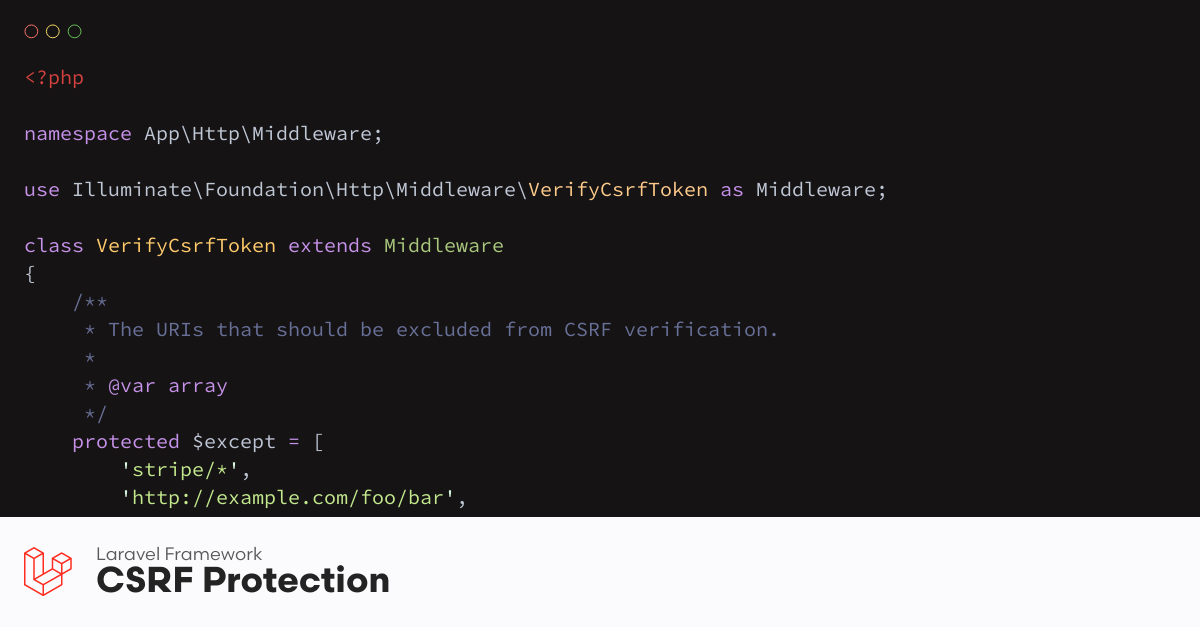 <?php
namespace App\Http\Middleware;
use Illuminate\Foundation\Http\Middleware\VerifyCsrfToken as Middleware;
class VerifyCsrfToken extends Middleware
{
    /**
     * The URIs that should be excluded from CSRF verification.
     *
     * @var array
     */
    protected $except = [
        'stripe/*',
        'http://example.com/foo/bar',
Laravel Framework
CSRF Protection